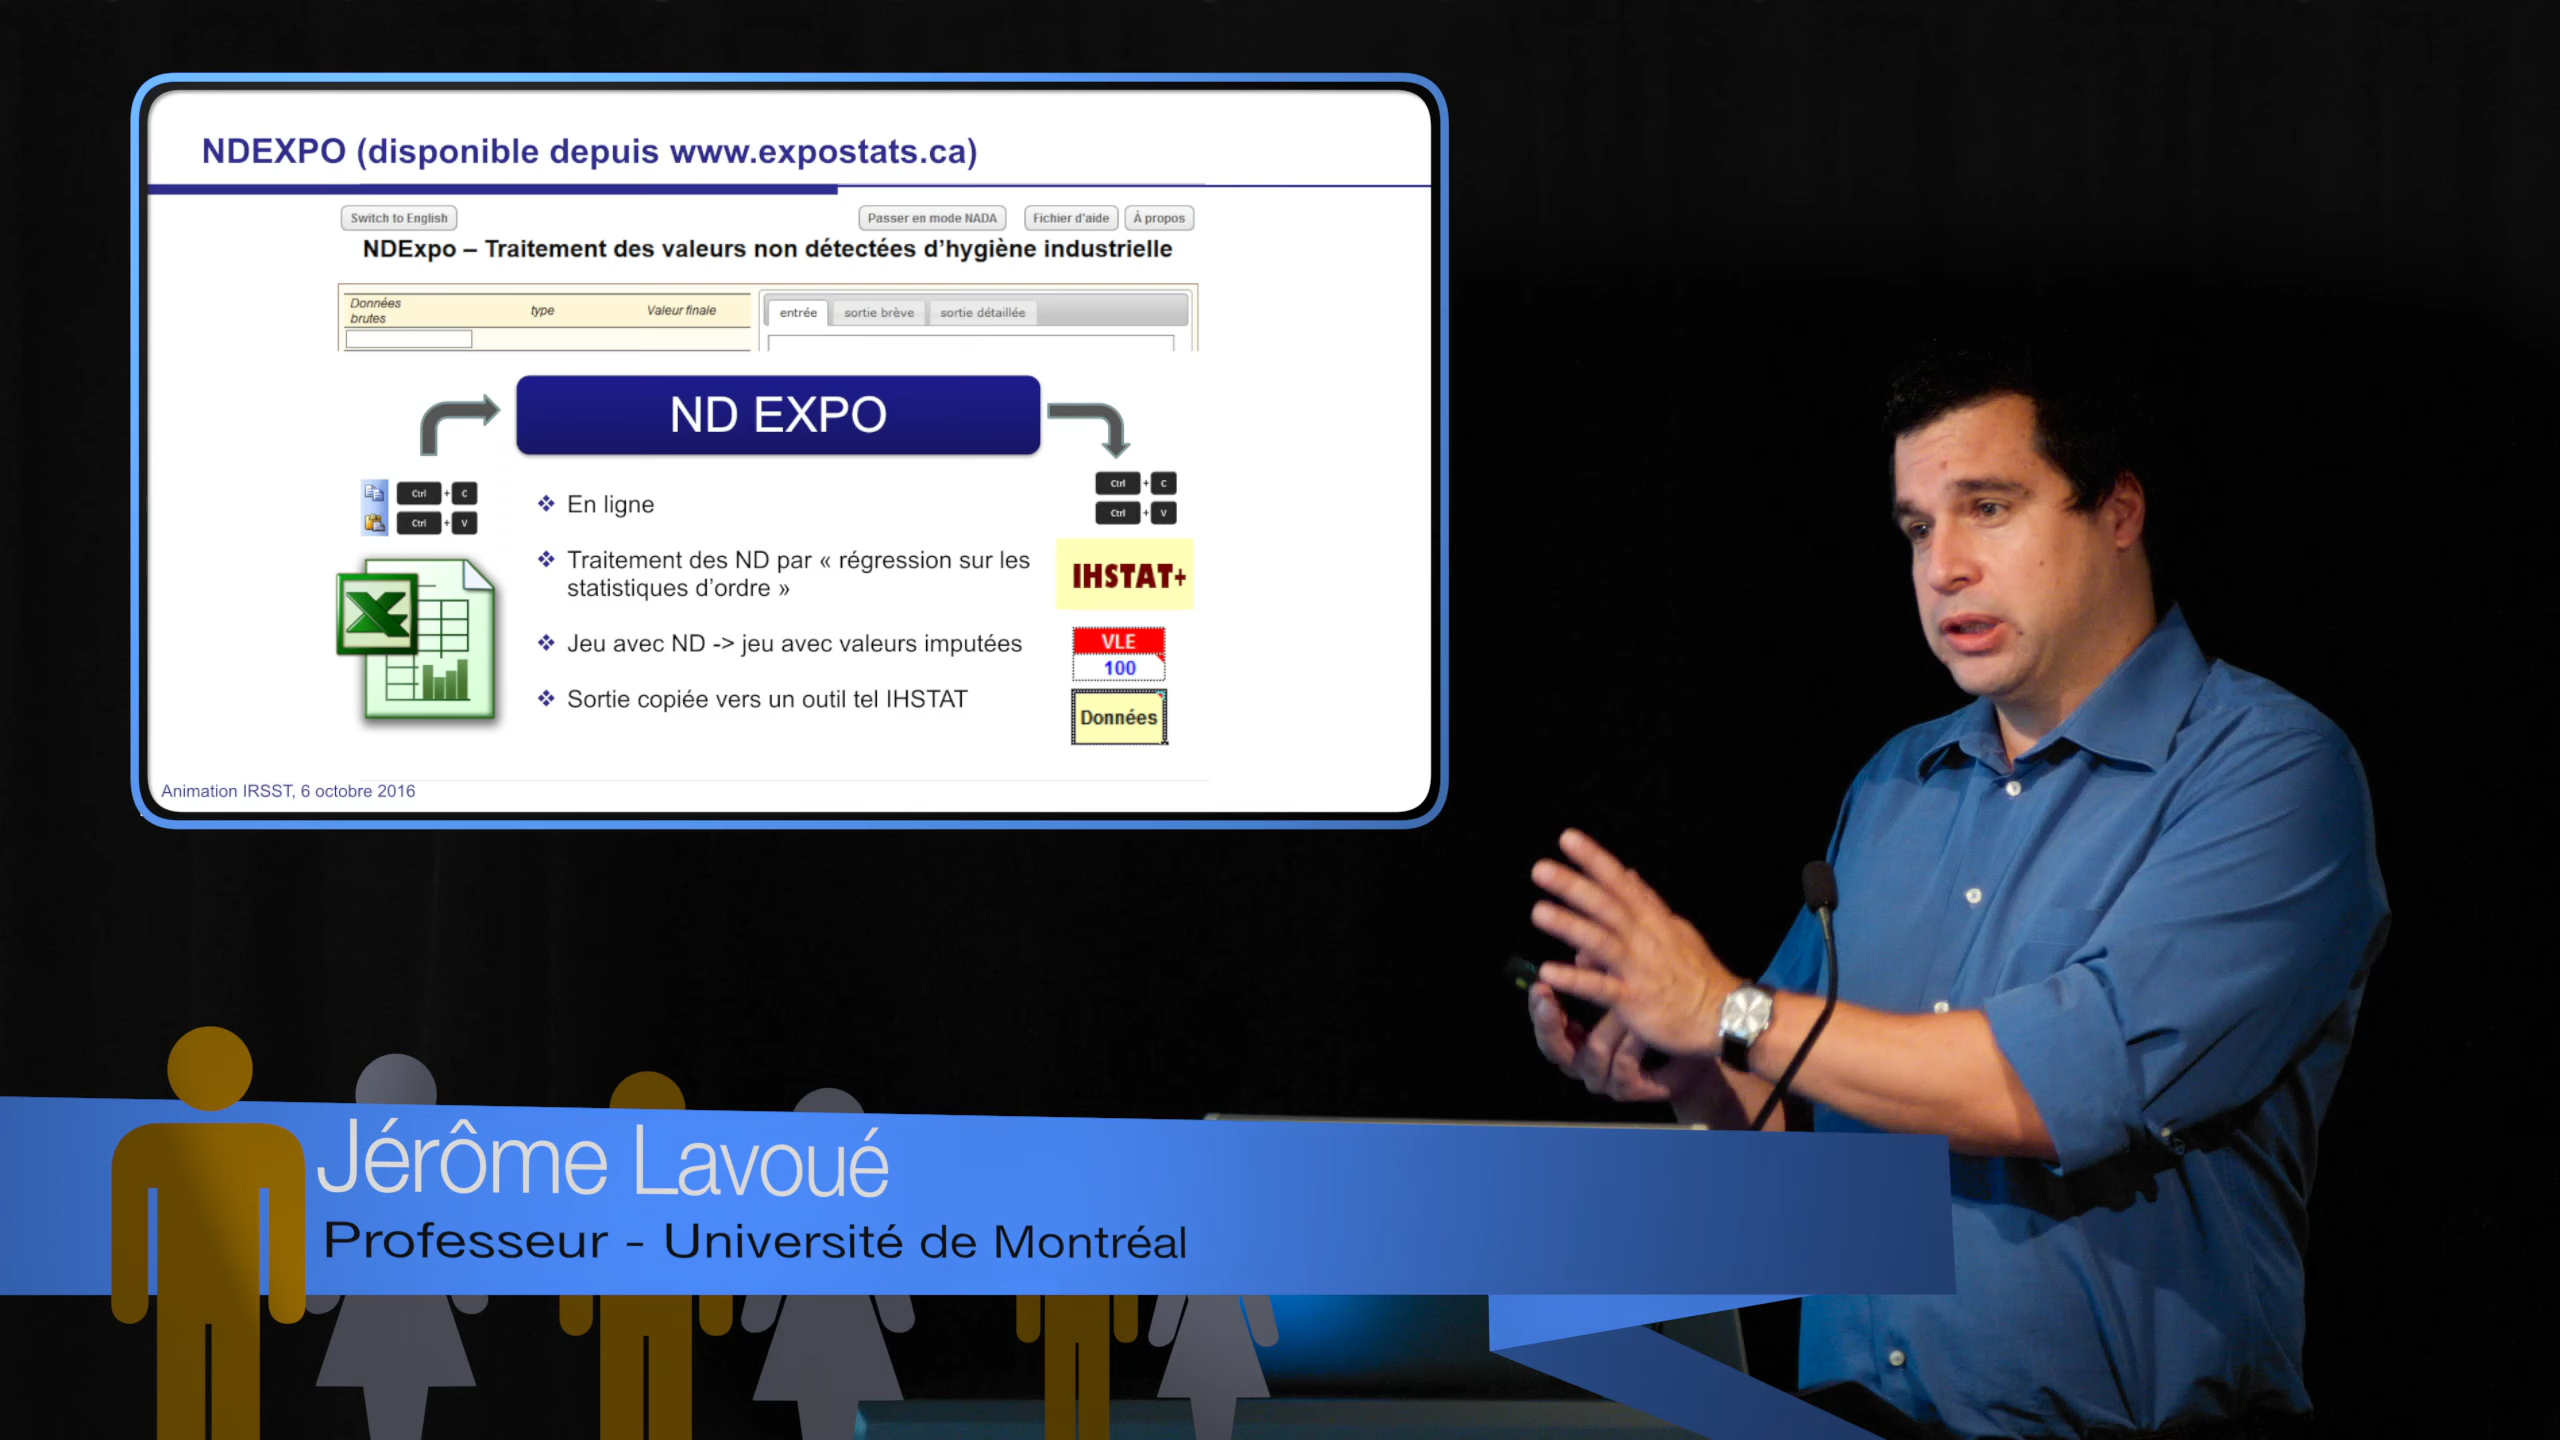 NDEXPO (disponible depuis www.expostats.ca)
Switch to English
Passer en mode NADA
Fichier d'aide
À propos
NDExpo – Traitement des valeurs non détectées d'hygiène industrielle
Données
brutes
type
Valeur finale
entrée
sortie brève
sortie détaillée
ND EXPO
Ctrl + C
Ctrl + V
En ligne
Traitement des ND par « régression sur les
statistiques d'ordre »
Jeu avec ND -> jeu avec valeurs imputées
Sortie copiée vers un outil tel IHSTAT
Ctrl + C
Ctrl + V
IHSTAT+
VLE
100
Données
Animation IRSST, 6 octobre 2016
Jérôme Lavoué
Professeur - Université de Montréal